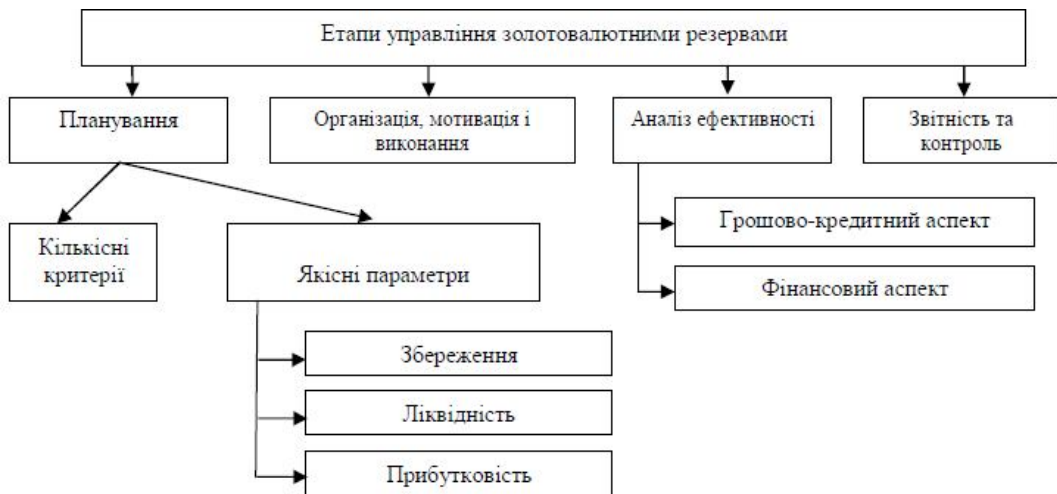 Етапи управління золотовалютними резервами
Планування
Організація, мотивація і
виконання
Аналіз ефективності
Звітність та
контроль
Кількісні
критерії
Якісні параметри
Грошово-кредитний аспект
Фінансовий аспект
Збереження
Ліквідність
Прибутковість